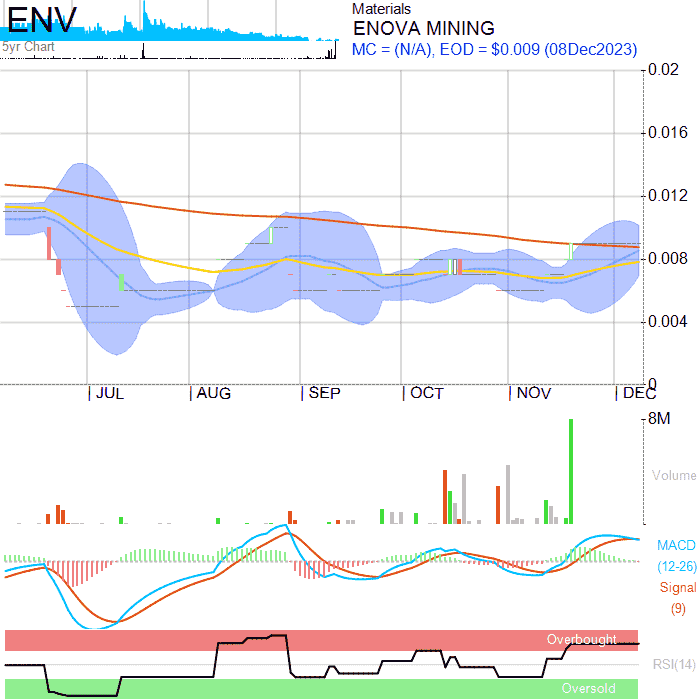 ENV
5yr Chart
Materials
ENOVA MINING
MC = (N/A), EOD = $0.009 (08Dec2023)
0.02
0.016
0.012
0.008
0.004
0
JUL AUG SEP OCT NOV DEC
8M
Volume
MACD
(12-26)
Signal
(9)
Overbought
RSI(14)
Oversold